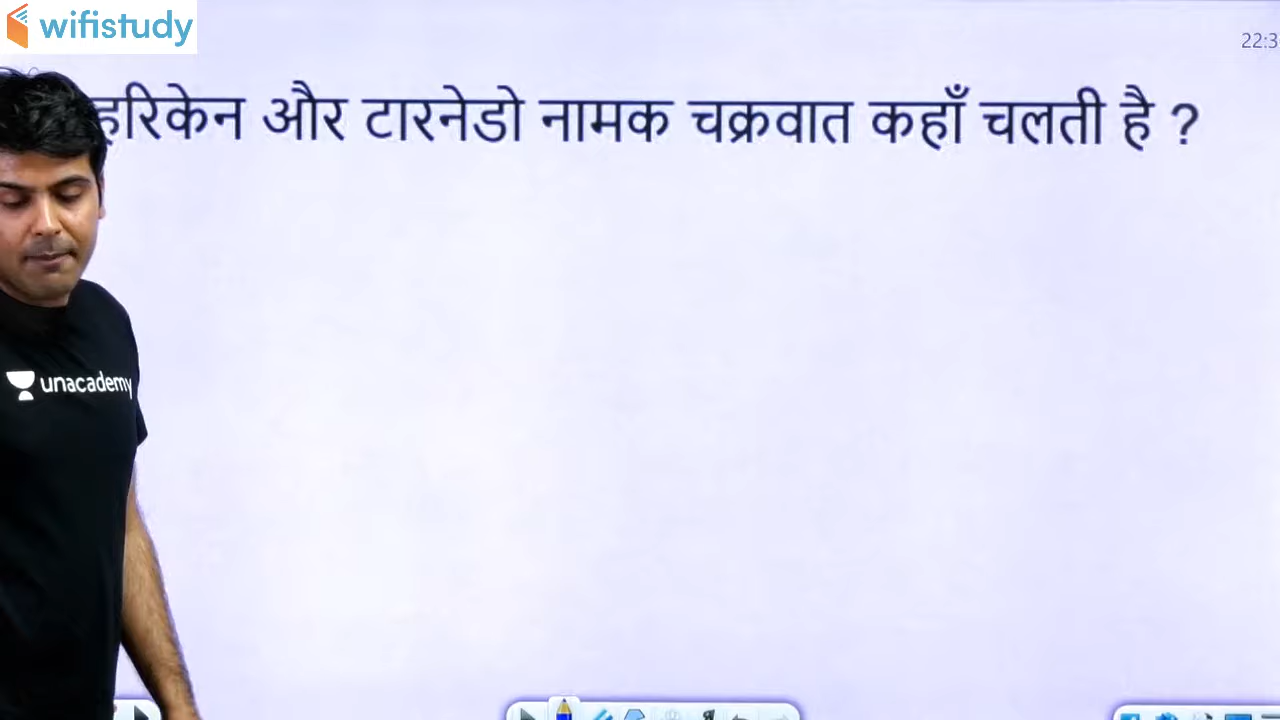 wifistudy
22:3
हरिकेन और टारनेडो नामक चक्रवात कहाँ चलती है ?
unacademy